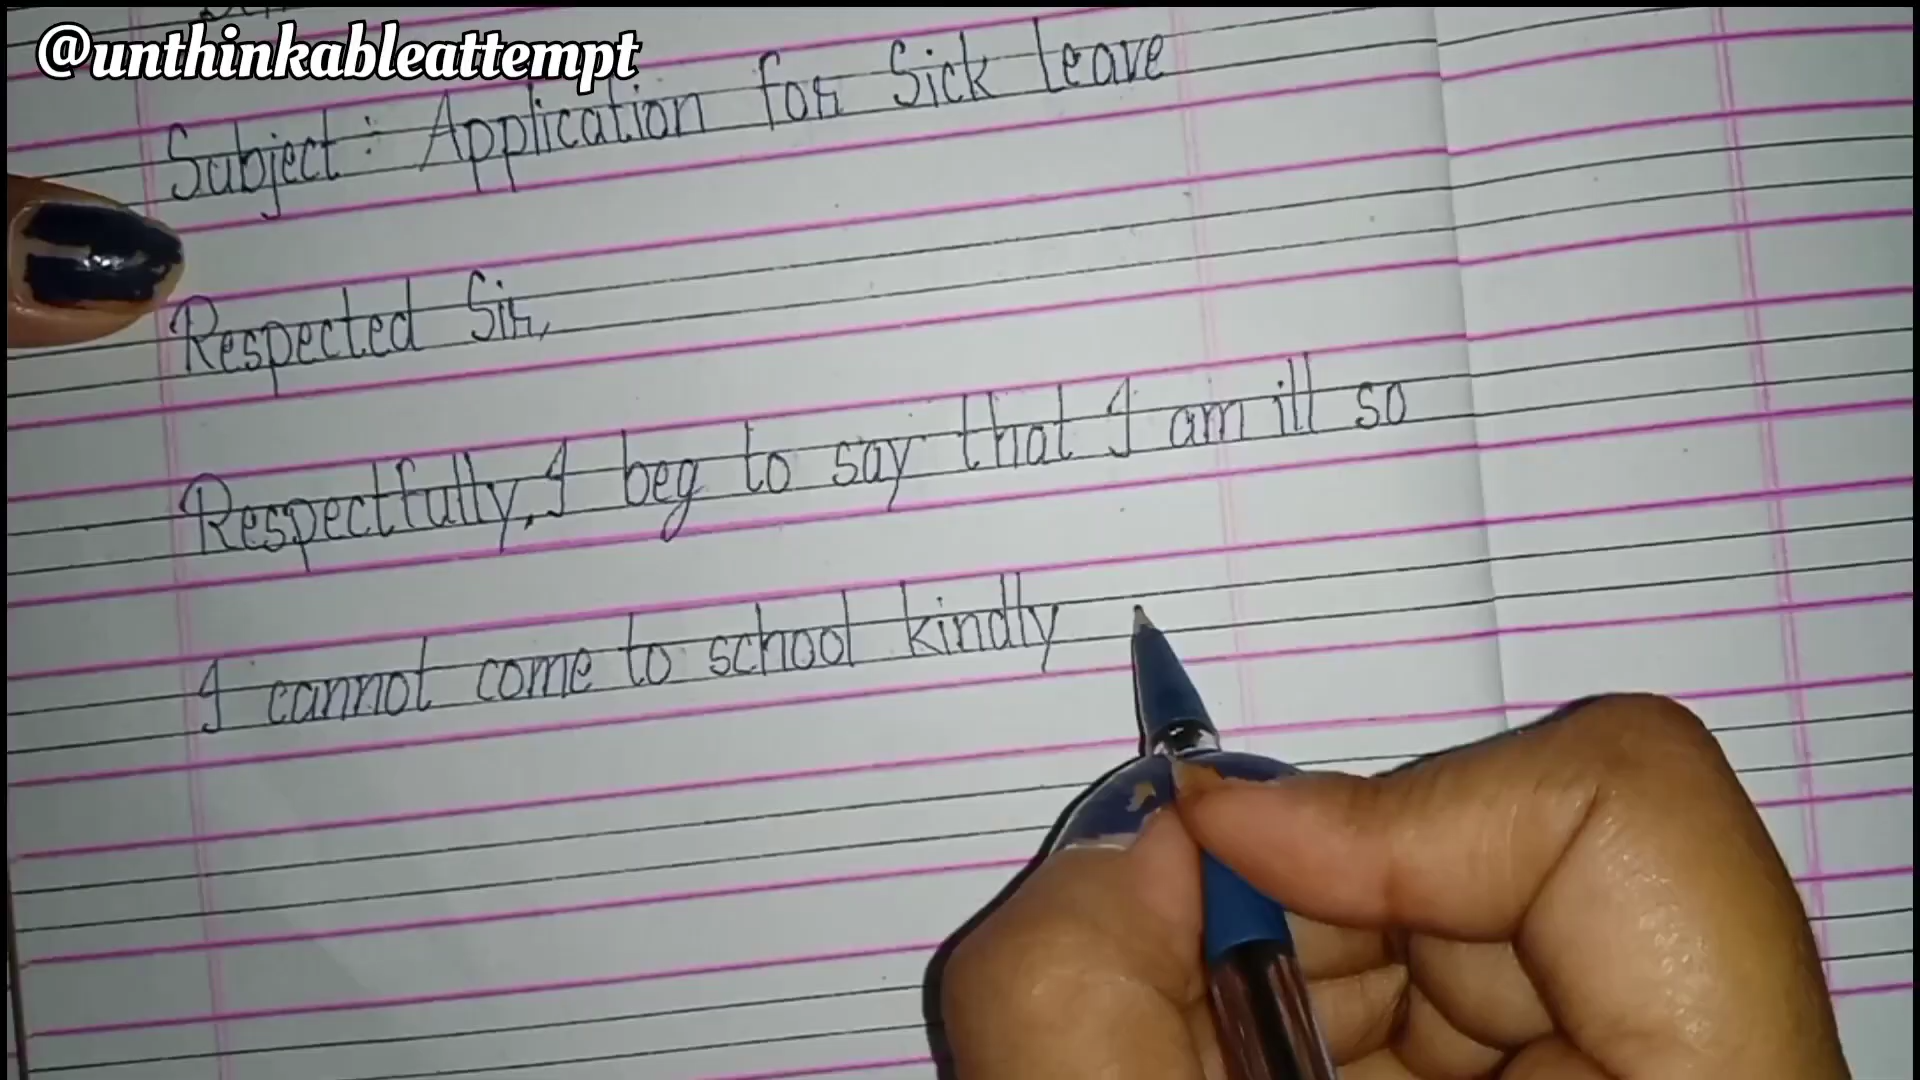 @unthinkableattempt
Subject : Application for Sick leave
Respected Sir,
Respectfully, I beg to say that I am ill so
I cannot come to school kindly